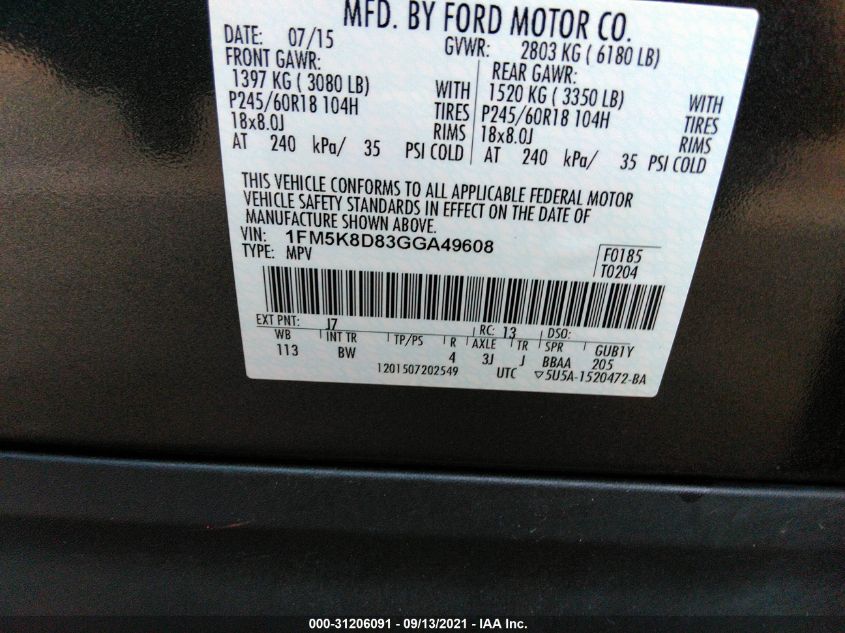 MFD. BY FORD MOTOR CO.
DATE: 07/15 GVWR: 2803 KG ( 6180 LB)
FRONT GAWR: REAR GAWR:
1397 KG ( 3080 LB) WITH 1520 KG ( 3350 LB) WITH
P245/60R18 104H TIRES P245/60R18 104H TIRES
18x8.0J RIMS 18x8.0J RIMS
AT 240 kPa/ 35 PSI COLD AT 240 kPa/ 35 PSI COLD
THIS VEHICLE CONFORMS TO ALL APPLICABLE FEDERAL MOTOR
VEHICLE SAFETY STANDARDS IN EFFECT ON THE DATE OF
MANUFACTURE SHOWN ABOVE.
VIN: 1FM5K8D83GGA49608
TYPE: MPV F0185
T0204
EXT PNT: J7 RC: 13 DSO:
WB INT TR TP/PS R AXLE TR SPR GUB1Y
113 BW 4 3J J BBAA 205
1201507202549 UTC ▽5U5A-1520472-BA
000-31206091 - 09/13/2021 - IAA Inc.